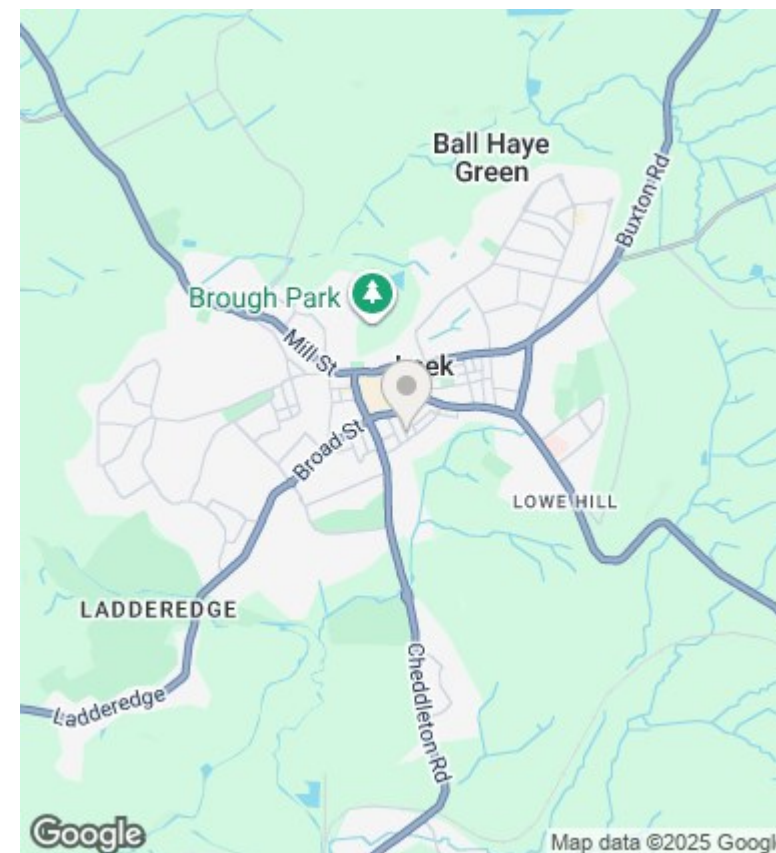 Ball Haye
Green
Buxton Rd
Brough Park
Mill St
Broad St
LOWE HILL
LADDEREDGE
Ladderedge
Cheddleton Rd
Google
Map data ©2025 Googl